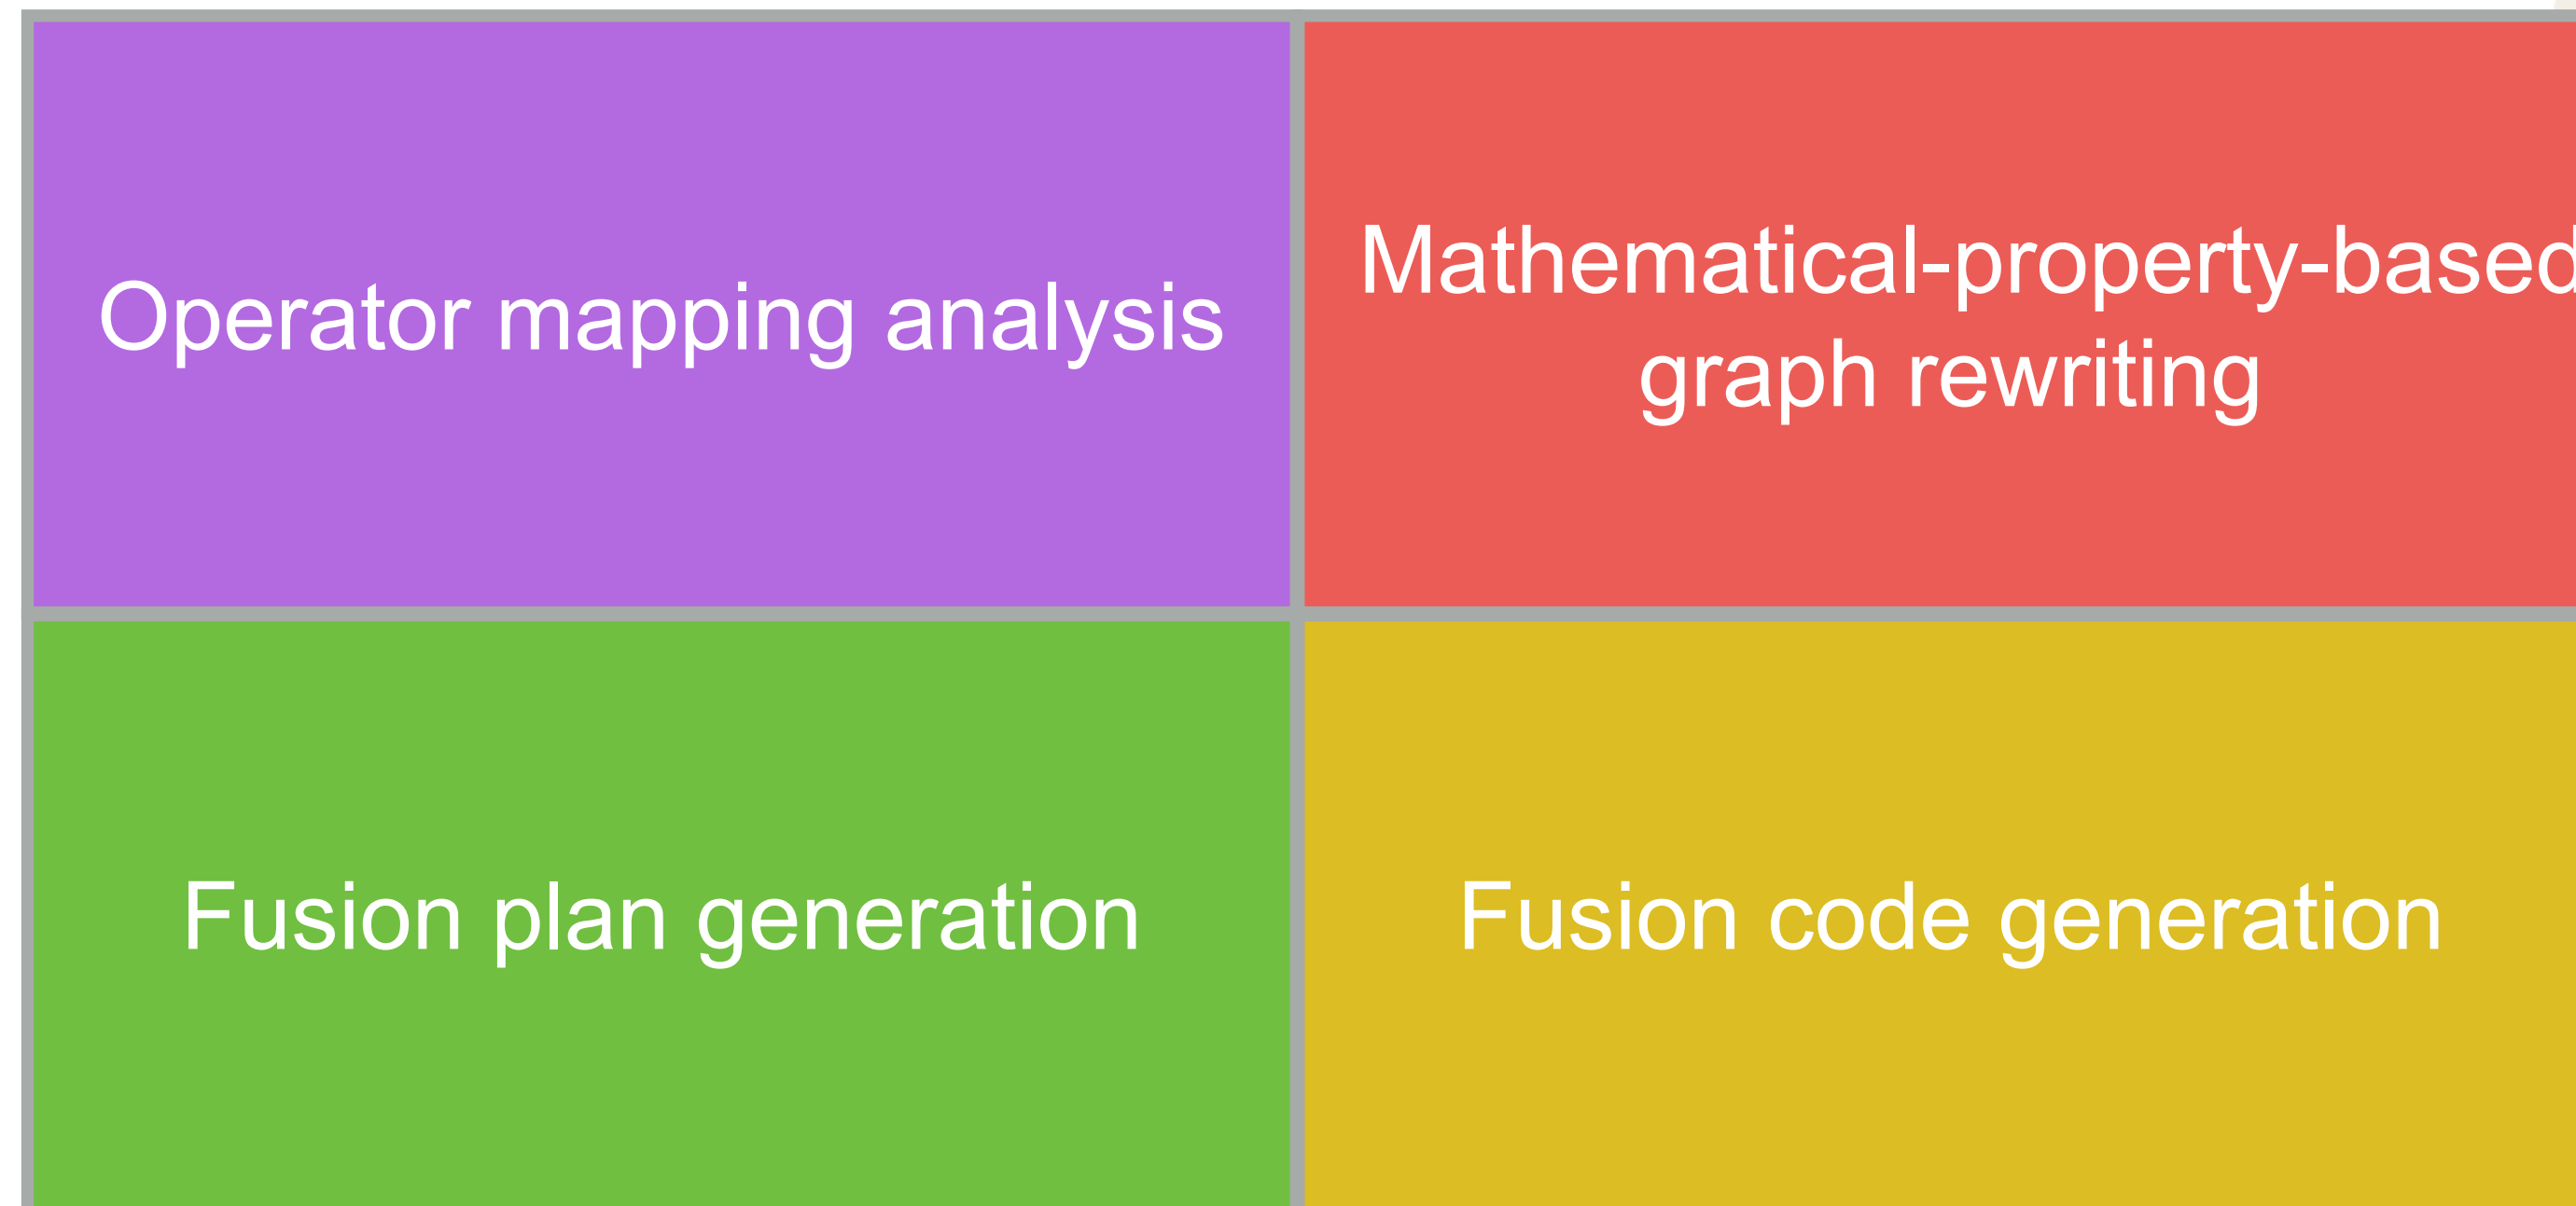 Operator mapping analysis
Mathematical-property-based
graph rewriting
Fusion plan generation
Fusion code generation